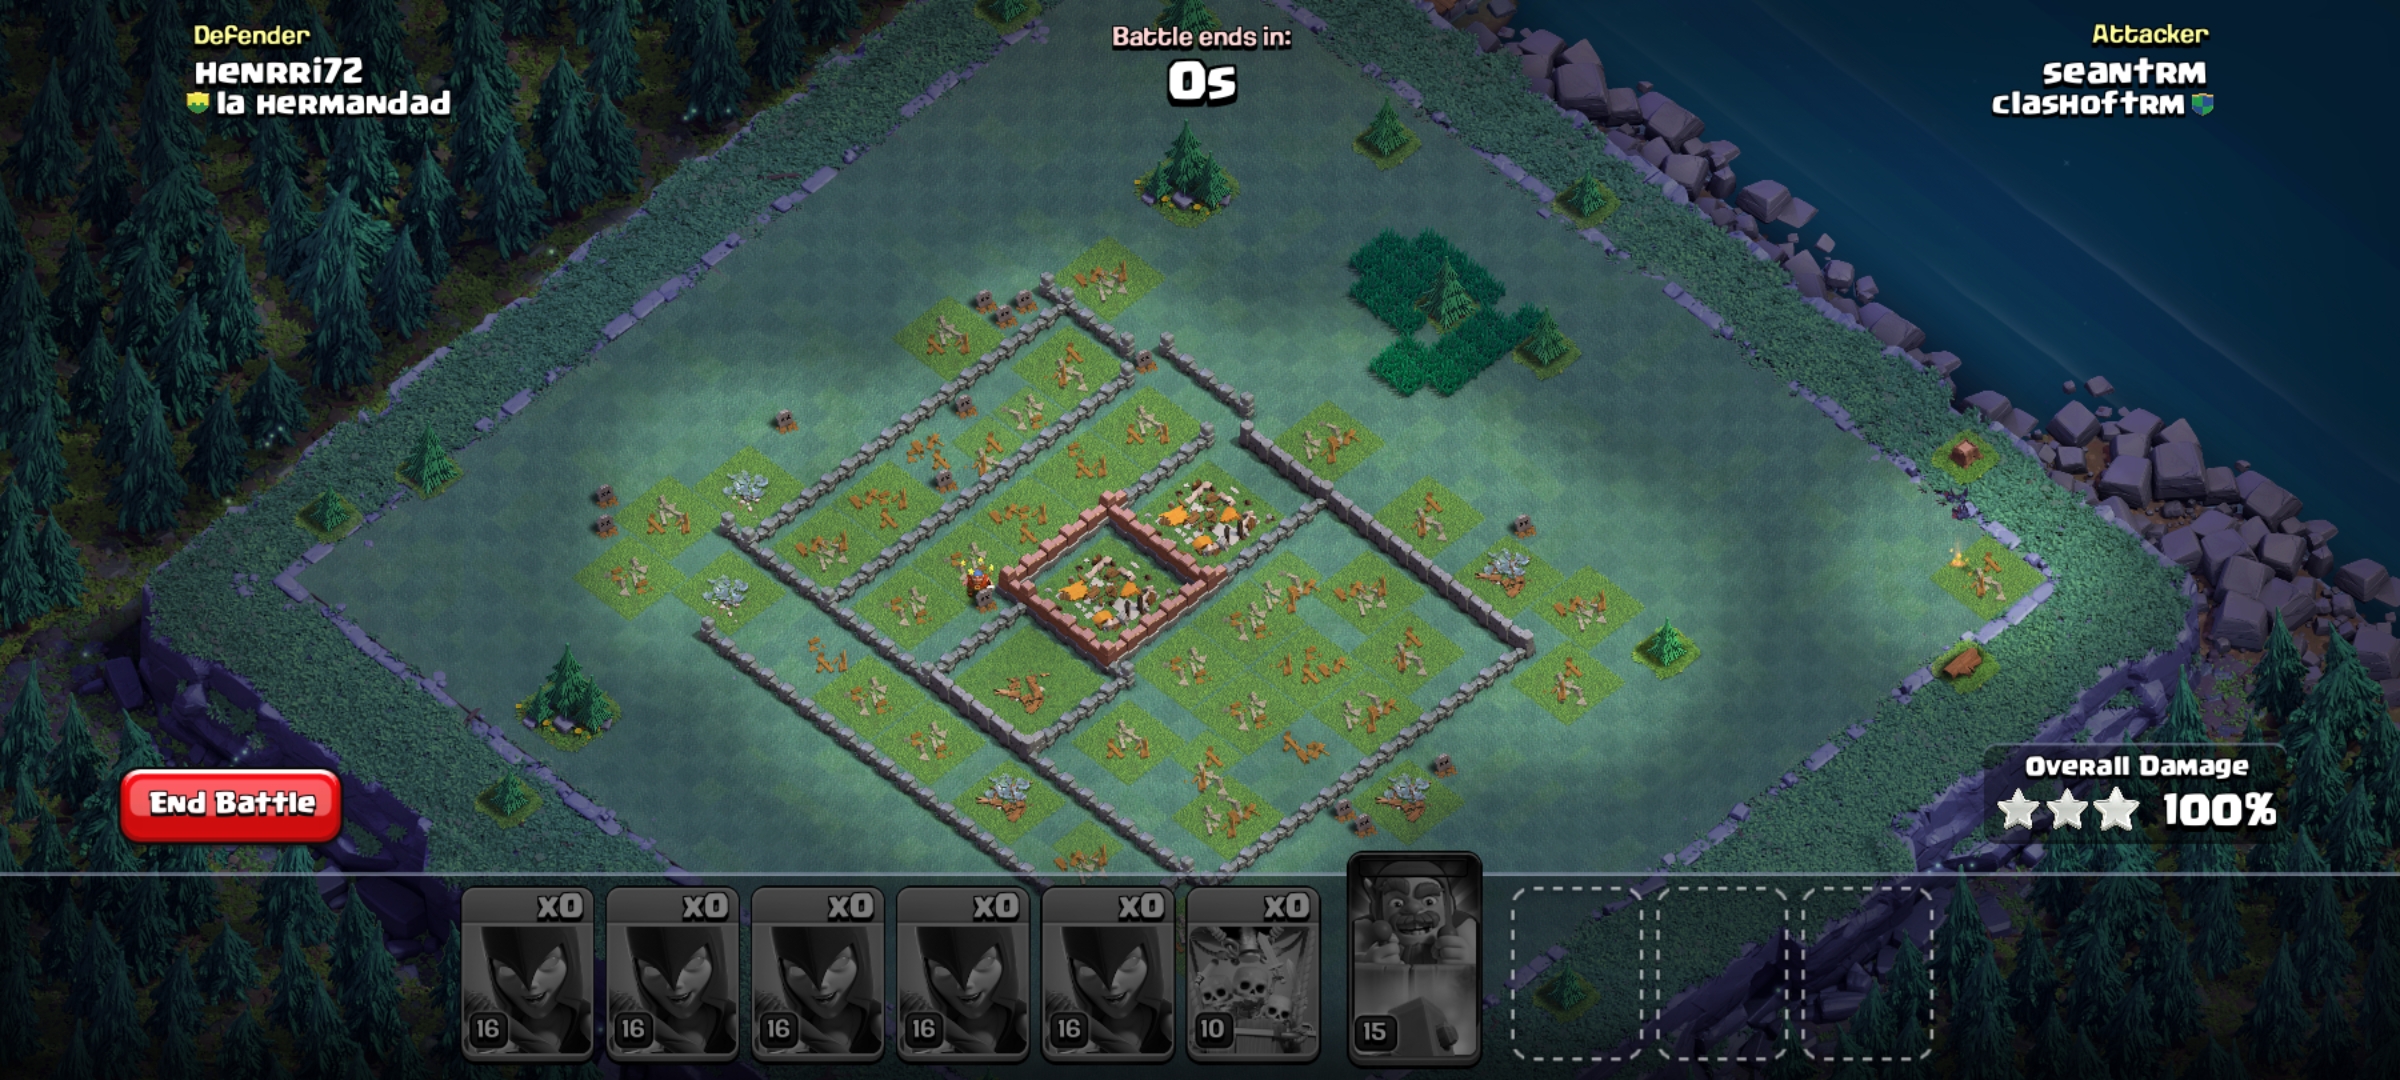 Defender
HENRRi72
la HERMANdad
Battle ends in:
0s
Attacker
seantRM
clasHoftRM
End Battle
Overall Damage
100%
x0
x0
x0
x0
x0
x0
16
16
16
16
16
10
15